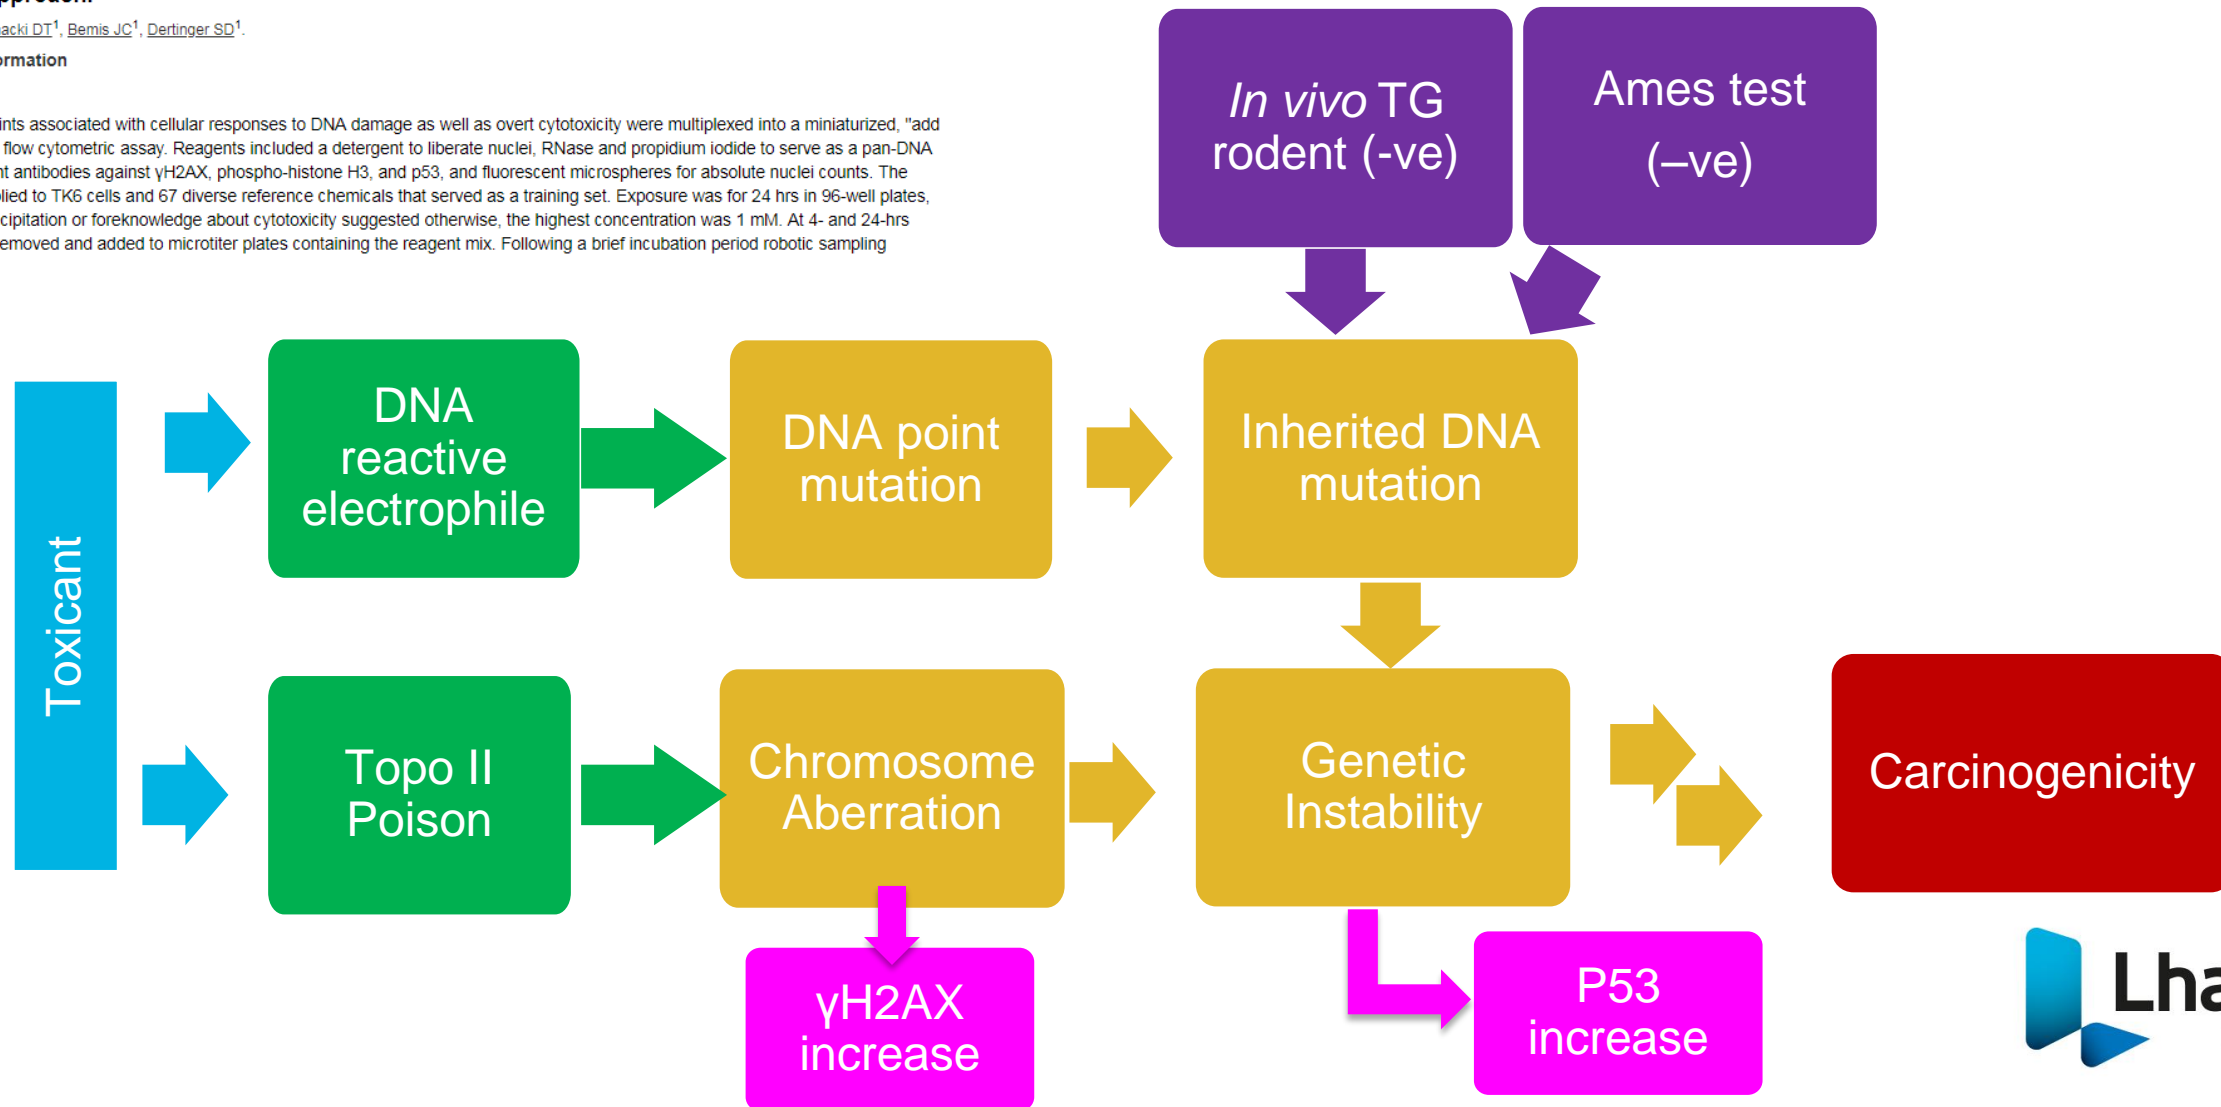 pproach.
acki DT1, Bemis JC1, Dertinger SD1.
ormation
ints associated with cellular responses to DNA damage as well as overt cytotoxicity were multiplexed into a miniaturized, "add
flow cytometric assay. Reagents included a detergent to liberate nuclei, RNase and propidium iodide to serve as a pan-DNA
nt antibodies against γH2AX, phospho-histone H3, and p53, and fluorescent microspheres for absolute nuclei counts. The
lied to TK6 cells and 67 diverse reference chemicals that served as a training set. Exposure was for 24 hrs in 96-well plates,
cipitation or foreknowledge about cytotoxicity suggested otherwise, the highest concentration was 1 mM. At 4- and 24-hrs
emoved and added to microtiter plates containing the reagent mix. Following a brief incubation period robotic sampling
In vivo TG
rodent (-ve)
Ames test
(–ve)
Toxicant
DNA
reactive
electrophile
DNA point
mutation
Inherited DNA
mutation
Topo II
Poison
Chromosome
Aberration
Genetic
Instability
Carcinogenicity
γH2AX
increase
P53
increase
Lha